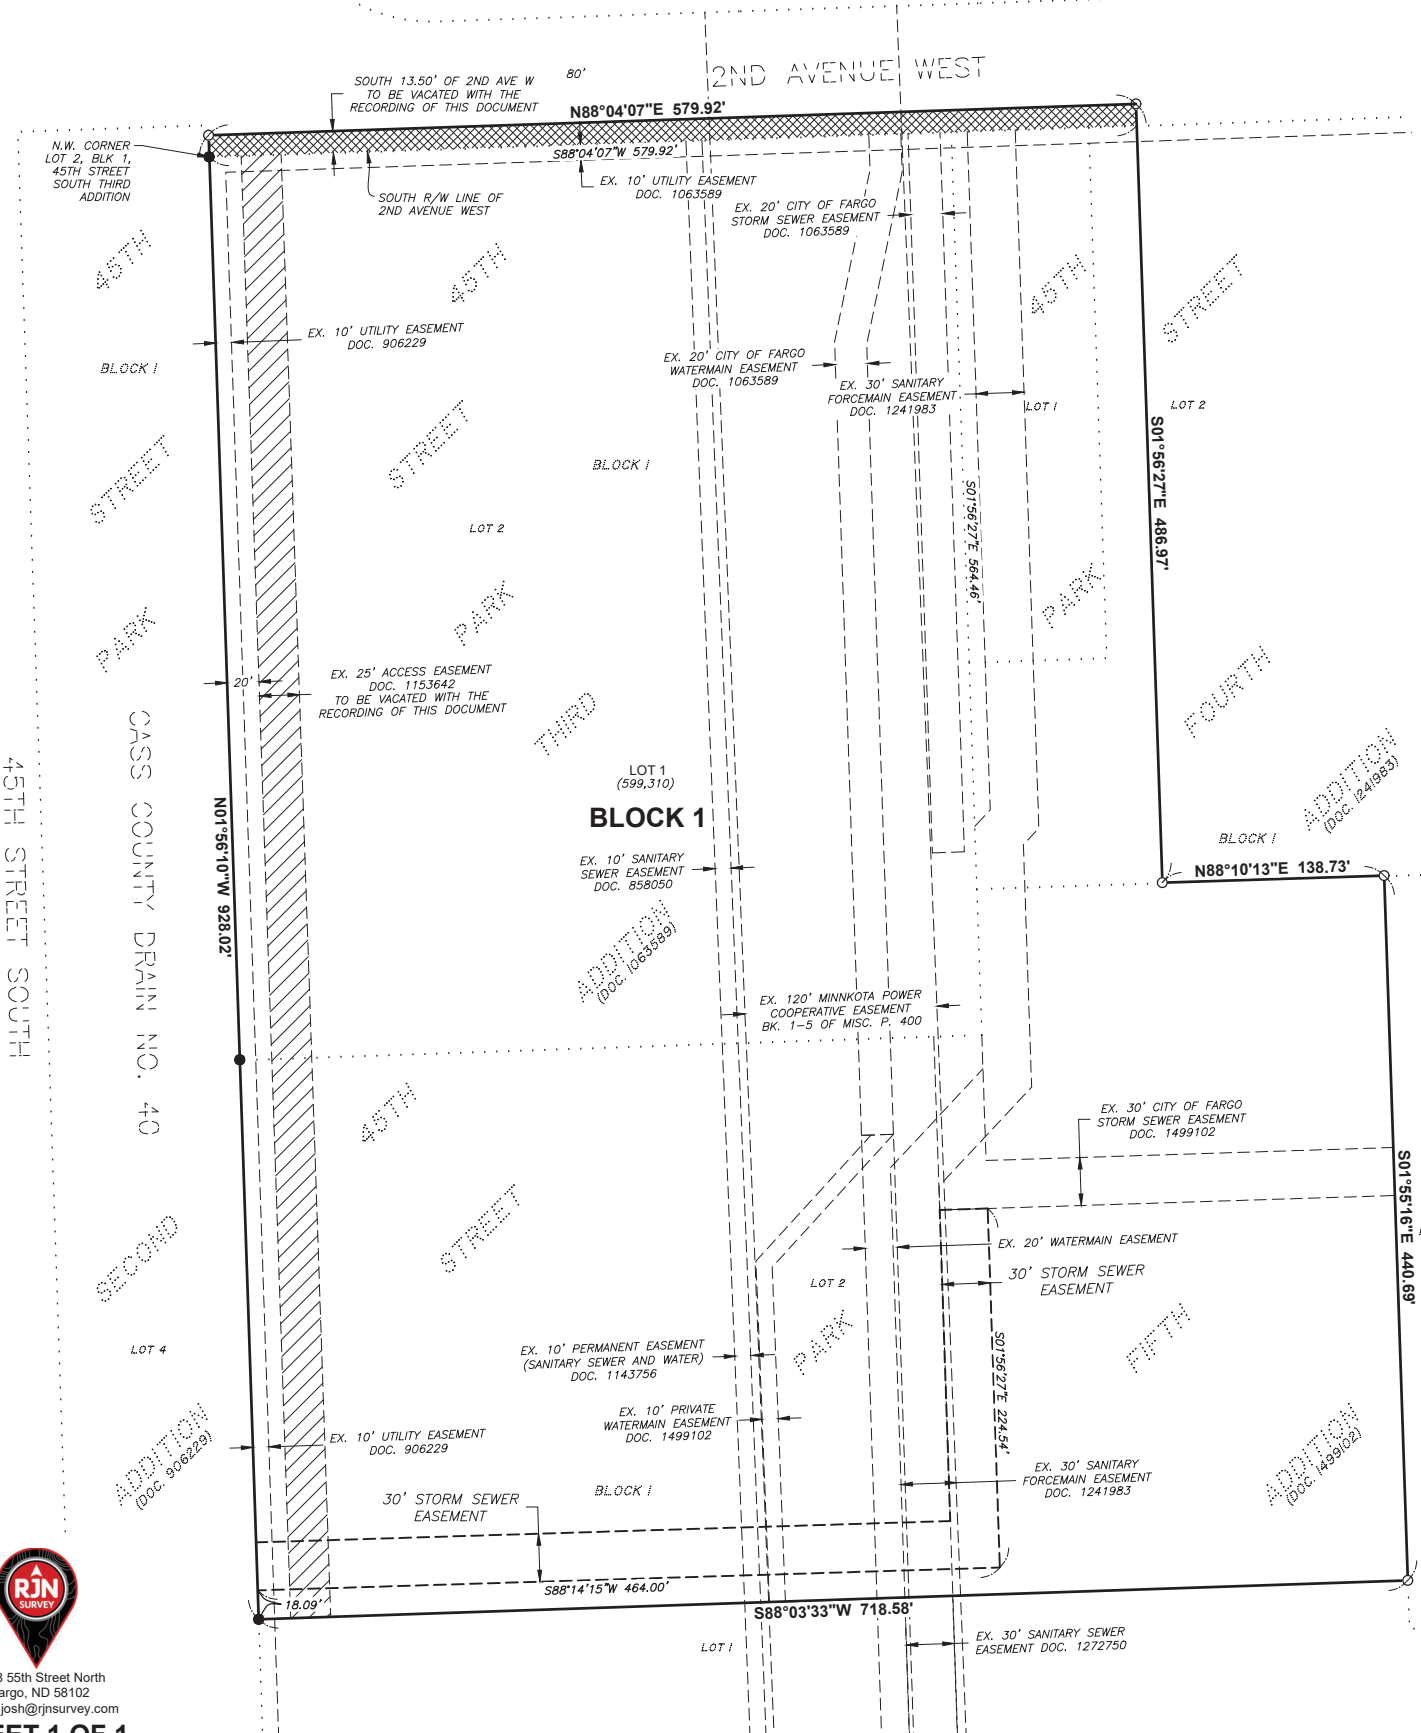 2ND AVENUE WEST
80'
SOUTH 13.50' OF 2ND AVE W
TO BE VACATED WITH THE
RECORDING OF THIS DOCUMENT
N88°04'07"E 579.92'
N.W. CORNER
LOT 2, BLK 1,
45TH STREET
SOUTH THIRD
ADDITION
S88°04'07"W 579.92'
EX. 10' UTILITY EASEMENT
DOC. 1063589
SOUTH R/W LINE OF
2ND AVENUE WEST
EX. 20' CITY OF FARGO
STORM SEWER EASEMENT
DOC. 1063589
45TH
45TH
45TH
STREET
EX. 10' UTILITY EASEMENT
DOC. 906229
BLOCK 1
EX. 20' CITY OF FARGO
WATERMAIN EASEMENT
DOC. 1063589
EX. 30' SANITARY
FORCEMAIN EASEMENT
DOC. 1241983
LOT 1
LOT 2
STREET
STREET
BLOCK 1
S01°56'27"E 486.97'
LOT 2
S01°56'27"E 564.46'
PARK
PARK
PARK
20'
EX. 25' ACCESS EASEMENT
DOC. 1153642
TO BE VACATED WITH THE
RECORDING OF THIS DOCUMENT
THIRD
FOURTH
45TH STREET SOUTH
CASS COUNTY DRAIN NO. 40
N01°56'10"W 928.02'
LOT 1
(599,310)
BLOCK 1
ADDITION
(DOC. 1241983)
BLOCK 1
N88°10'13"E 138.73'
EX. 10' SANITARY
SEWER EASEMENT
DOC. 858050
ADDITION
(DOC. 1063589)
EX. 120' MINNKOTA POWER
COOPERATIVE EASEMENT
BK. 1-5 OF MISC. P. 400
45TH
EX. 30' CITY OF FARGO
STORM SEWER EASEMENT
DOC. 1499102
S01°55'16"E 440.69'
SECOND
STREET
EX. 20' WATERMAIN EASEMENT
30' STORM SEWER
EASEMENT
LOT 2
PARK
FIFTH
LOT 4
EX. 10' PERMANENT EASEMENT
(SANITARY SEWER AND WATER)
DOC. 1143756
S01°56'27"E 224.54'
EX. 10' PRIVATE
WATERMAIN EASEMENT
DOC. 1499102
ADDITION
(DOC. 906229)
EX. 10' UTILITY EASEMENT
DOC. 906229
ADDITION
(DOC. 1499102)
EX. 30' SANITARY
FORCEMAIN EASEMENT
DOC. 1241983
BLOCK 1
30' STORM SEWER
EASEMENT
S88°14'15"W 464.00'
18.09'
S88°03'33"W 718.58'
LOT 1
EX. 30' SANITARY SEWER
EASEMENT DOC. 1272750
RJN
SURVEY
55th Street North
argo, ND 58102
josh@rjnsurvey.com
ET 1 OF 1